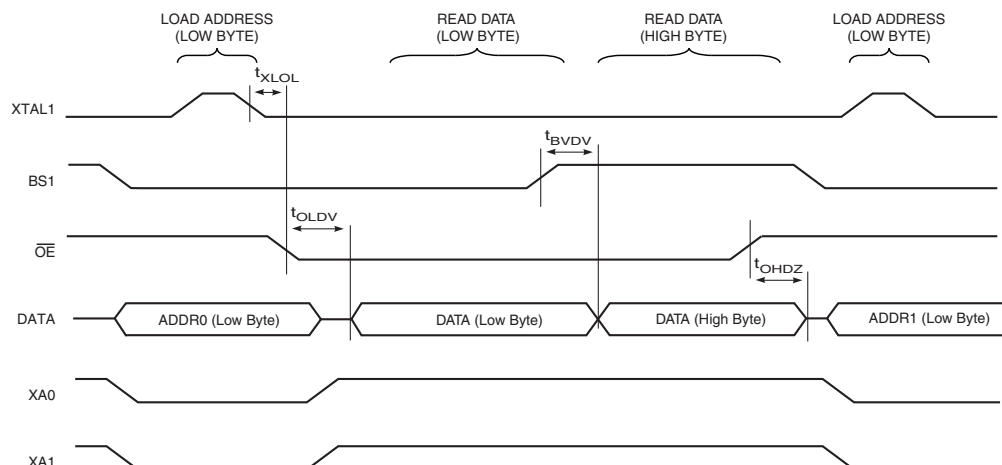 LOAD ADDRESS
(LOW BYTE)
READ DATA
(LOW BYTE)
READ DATA
(HIGH BYTE)
LOAD ADDRESS
(LOW BYTE)
tXLOL
XTAL1
tBVDV
BS1
tOLDV
OE
tOHDZ
DATA
ADDR0 (Low Byte)
DATA (Low Byte)
DATA (High Byte)
ADDR1 (Low Byte)
XA0
XA1